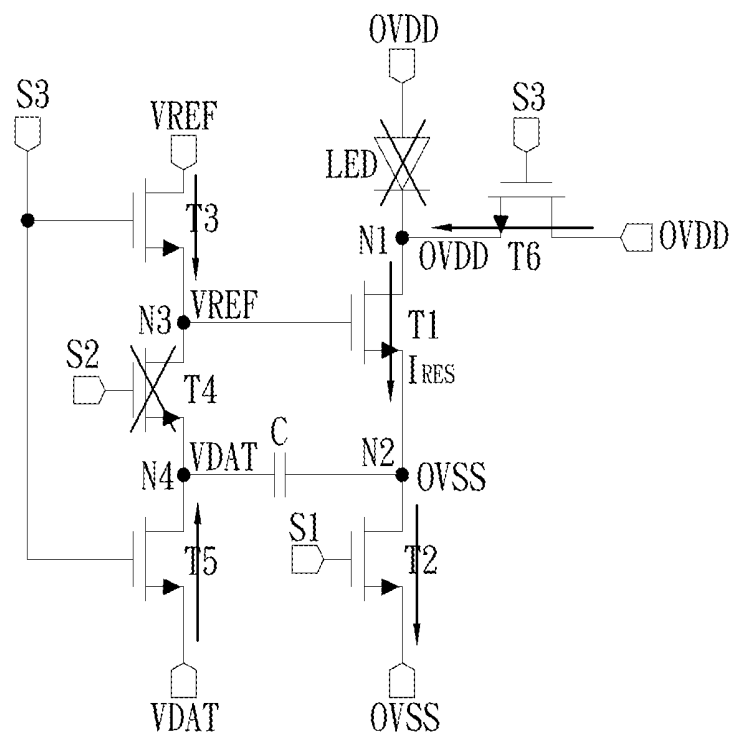 OVDD
S3
VREF
S3
LED
T3
N1
OVDD
T6
OVDD
N3
VREF
T1
S2
T4
IRES
C
N4
VDAT
N2
OVSS
S1
T5
T2
VDAT
OVSS